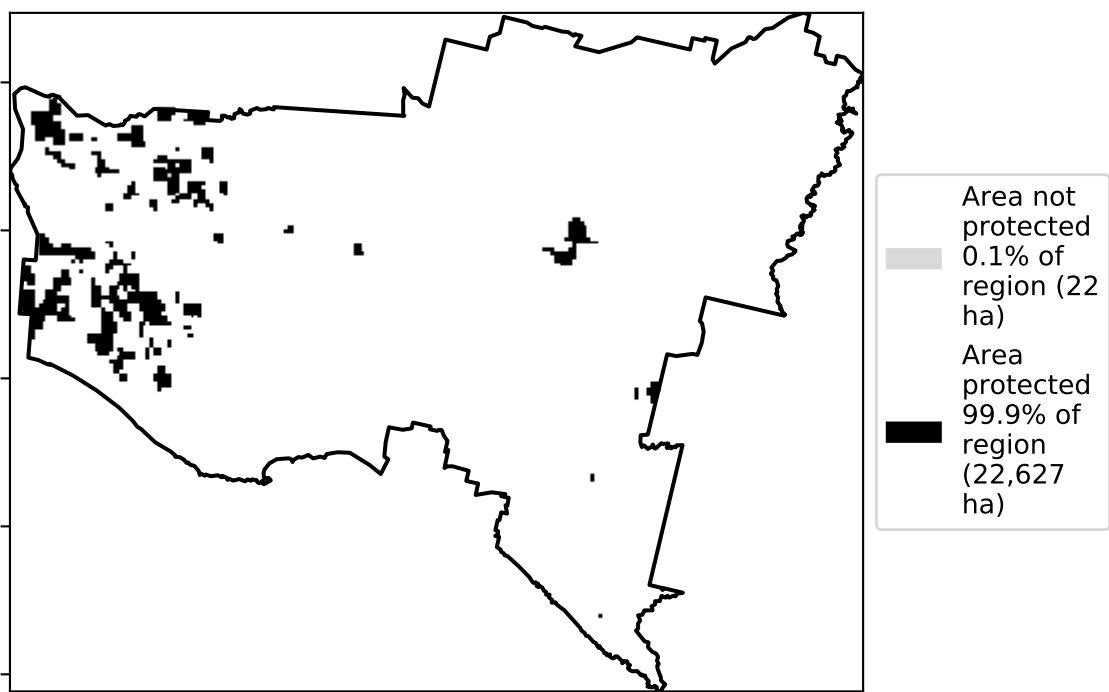 Area not
protected
0.1% of
region (22
ha)
Area
protected
99.9% of
region
(22,627
ha)